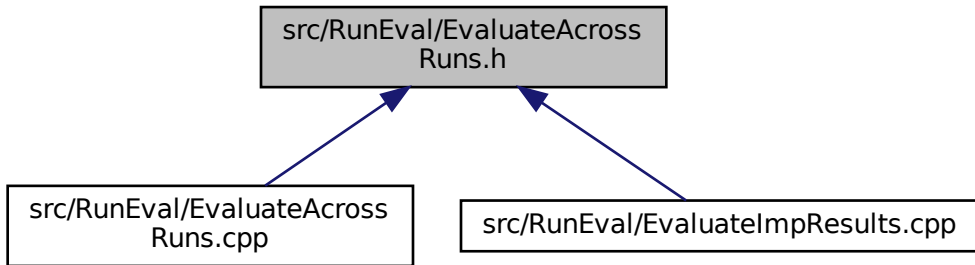 src/RunEval/EvaluateAcross
Runs.h
src/RunEval/EvaluateAcross
Runs.cpp
src/RunEval/EvaluateImpResults.cpp